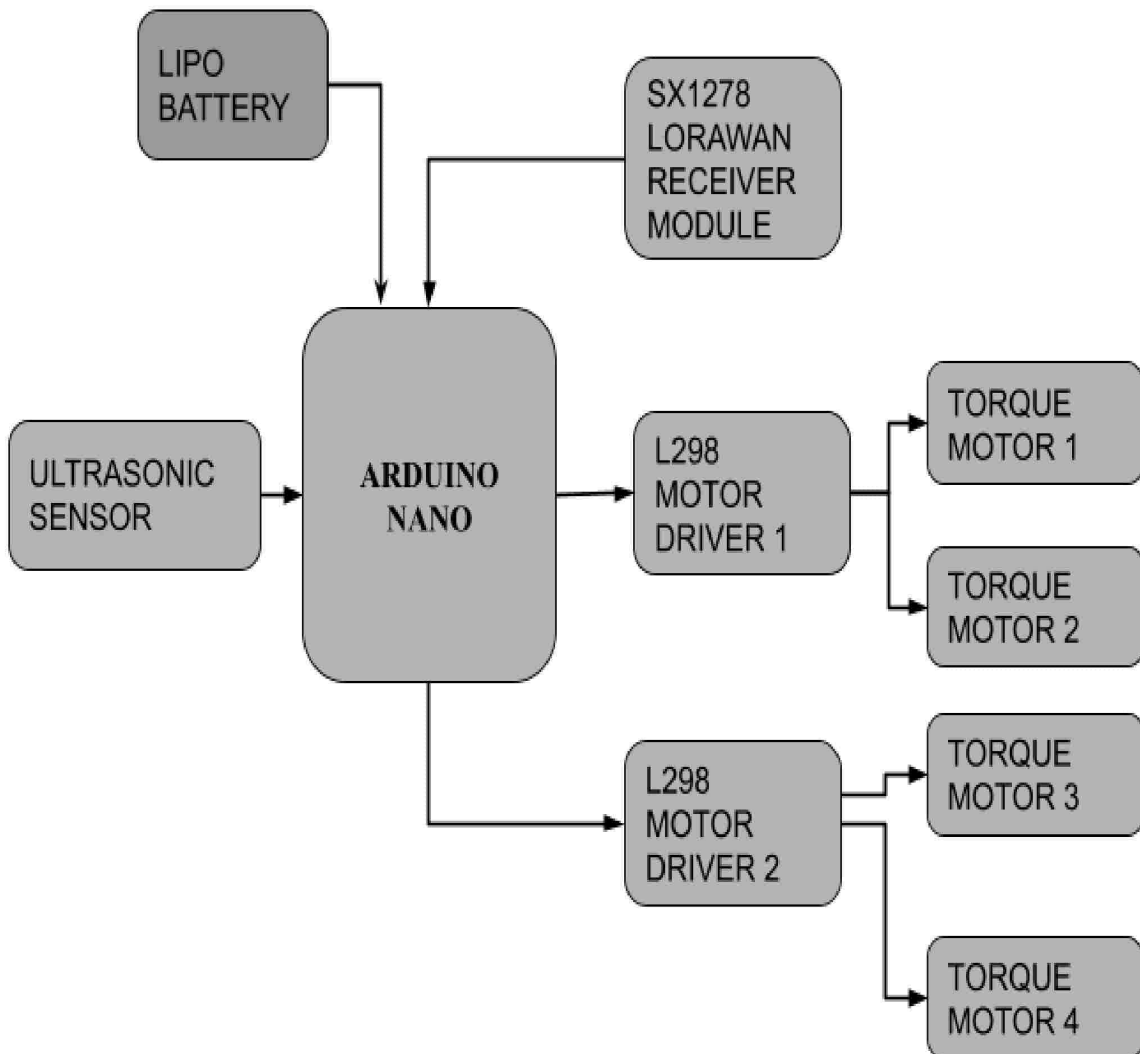 LIPO
BATTERY
SX1278
LORAWAN
RECEIVER
MODULE
ULTRASONIC
SENSOR
ARDUINO
NANO
L298
MOTOR
DRIVER 1
TORQUE
MOTOR 1
TORQUE
MOTOR 2
L298
MOTOR
DRIVER 2
TORQUE
MOTOR 3
TORQUE
MOTOR 4